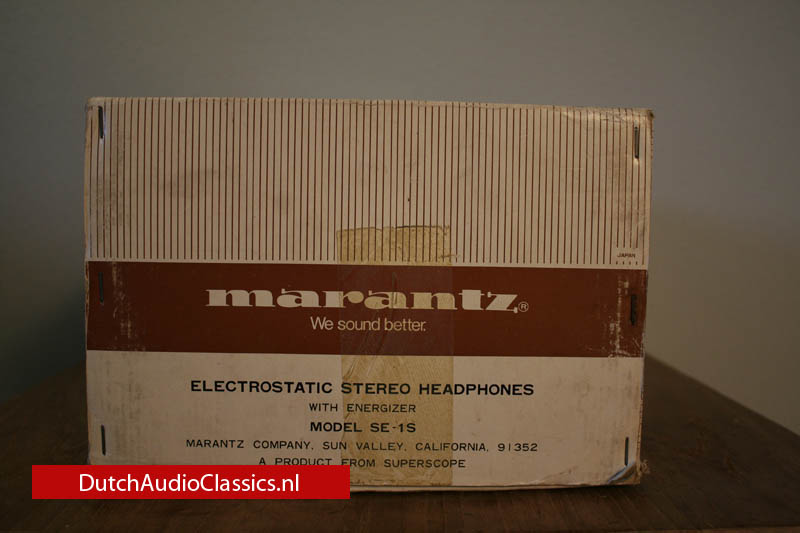 JAPAN
marantz®
We sound better.
ELECTROSTATIC STEREO HEADPHONES
WITH ENERGIZER
MODEL SE-1S
MARANTZ COMPANY, SUN VALLEY, CALIFORNIA, 91352
A PRODUCT FROM SUPERSCOPE
DutchAudioClassics.nl